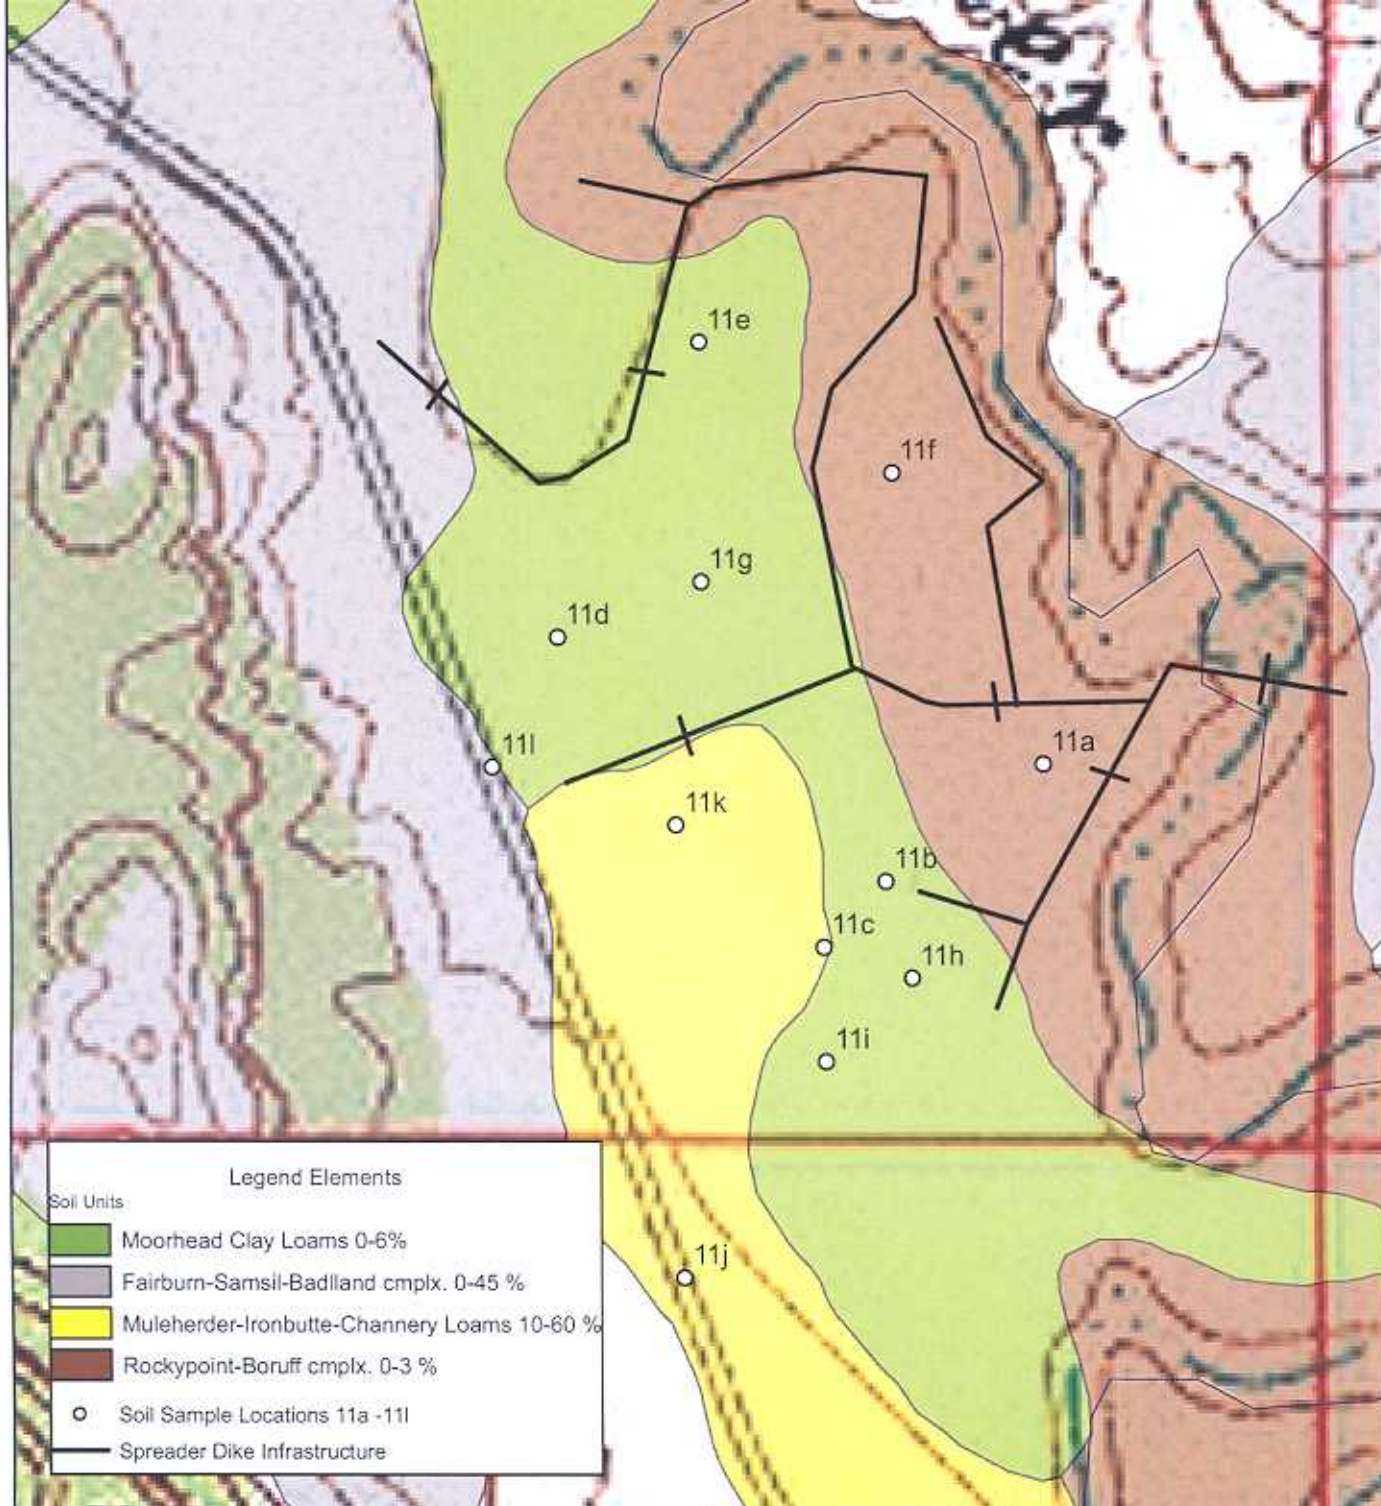 11e
11f
11g
11d
11l
11a
11k
11b
11c
11h
11i
11j
Legend Elements
Soil Units
Moorhead Clay Loams 0-6%
Fairburn-Samsil-Badlland cmplx. 0-45 %
Muleherder-Ironbutte-Channery Loams 10-60 %
Rockypoint-Boruff cmplx. 0-3 %
Soil Sample Locations 11a -11l
Spreader Dike Infrastructure